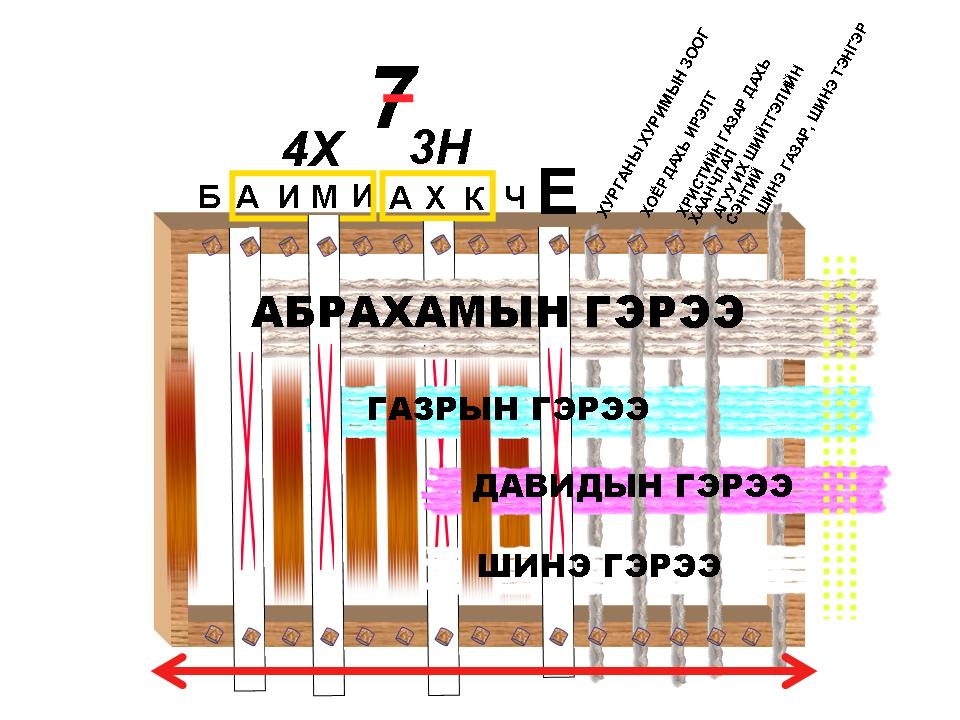 7
4Х
3Н
Б А И М И А Х К Ч Е
ХУРГАНЫ ХУРИМЫН ЗООГ
ХОЁР ДАХЬ ИРЭЛТ
ХРИСТИЙН ГАЗАР ДАХЬ
ХААНЧЛАЛ
АГУУ ИХ ШИЙТГЭЛИЙН
СЭНТИЙ
ШИНЭ ГАЗАР, ШИНЭ ТЭНГЭР
АБРАХАМЫН ГЭРЭЭ
ГАЗРЫН ГЭРЭЭ
ДАВИДЫН ГЭРЭЭ
ШИНЭ ГЭРЭЭ